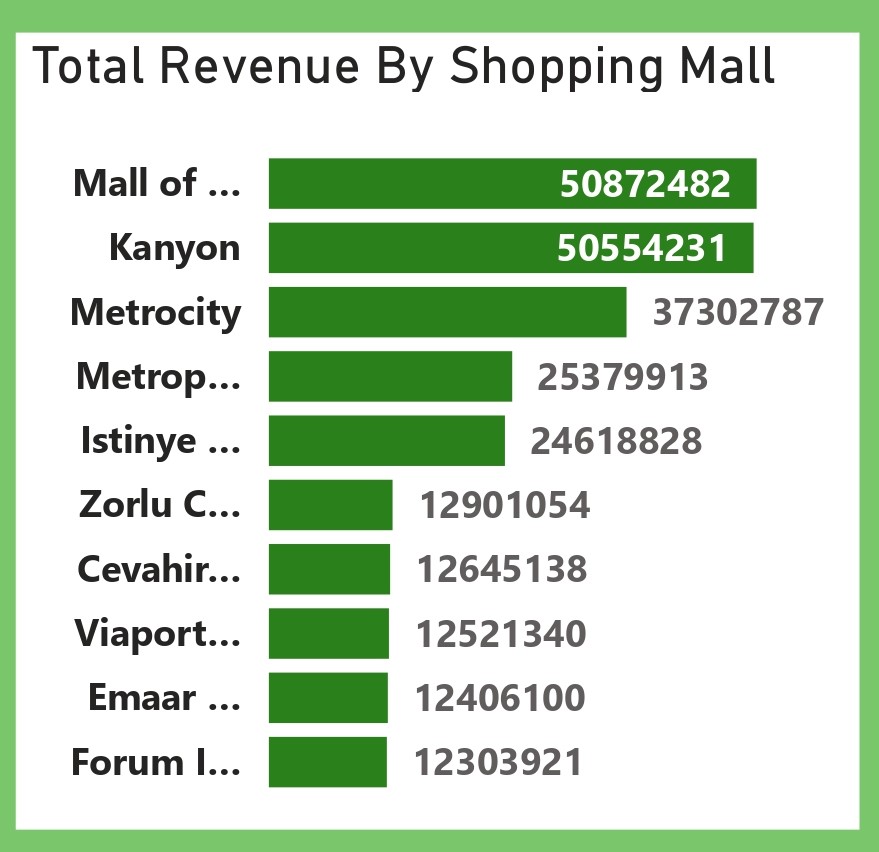 Total Revenue By Shopping Mall
Mall of ... 50872482
Kanyon 50554231
Metrocity 37302787
Metrop... 25379913
Istinye ... 24618828
Zorlu C... 12901054
Cevahir... 12645138
Viaport... 12521340
Emaar ... 12406100
Forum I... 12303921